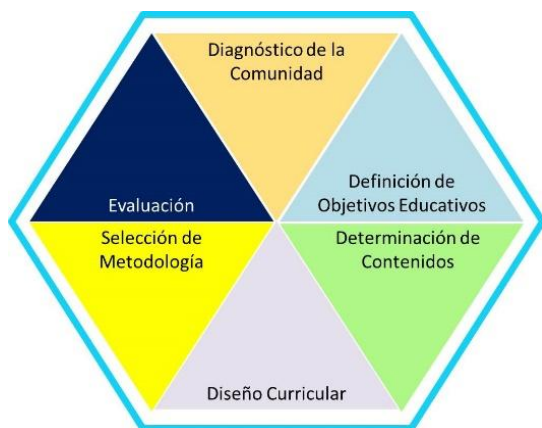 Diagnóstico de la
Comunidad
Definición de
Objetivos Educativos
Determinación de
Contenidos
Diseño Curricular
Selección de
Metodología
Evaluación